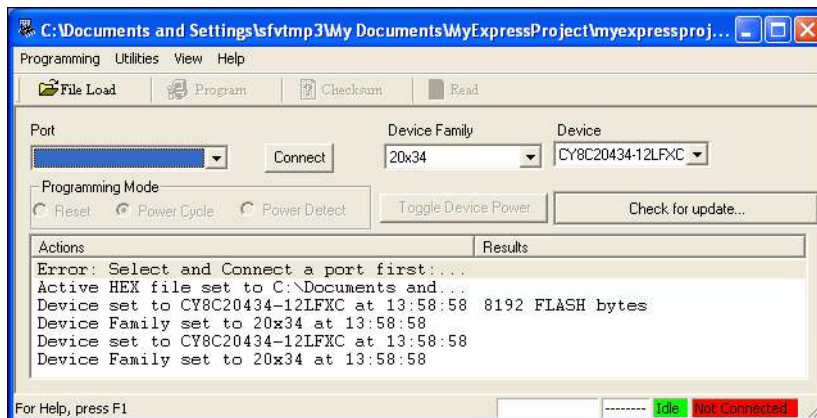 C:\Documents and Settings\sfvtmp3\My Documents\MyExpressProject\myexpressproj...
Programming Utilities View Help
File Load Program Checksum Read
Port Device Family Device
Connect 20x34 CY8C20434-12LFXC
Programming Mode
Reset Power Cycle Power Detect Toggle Device Power Check for update...
Actions Results
Error: Select and Connect a port first:...
Active HEX file set to C:\Documents and...
Device set to CY8C20434-12LFXC at 13:58:58 8192 FLASH bytes
Device Family set to 20x34 at 13:58:58
Device set to CY8C20434-12LFXC at 13:58:58
Device Family set to 20x34 at 13:58:58
For Help, press F1 -------- Idle Not Connected